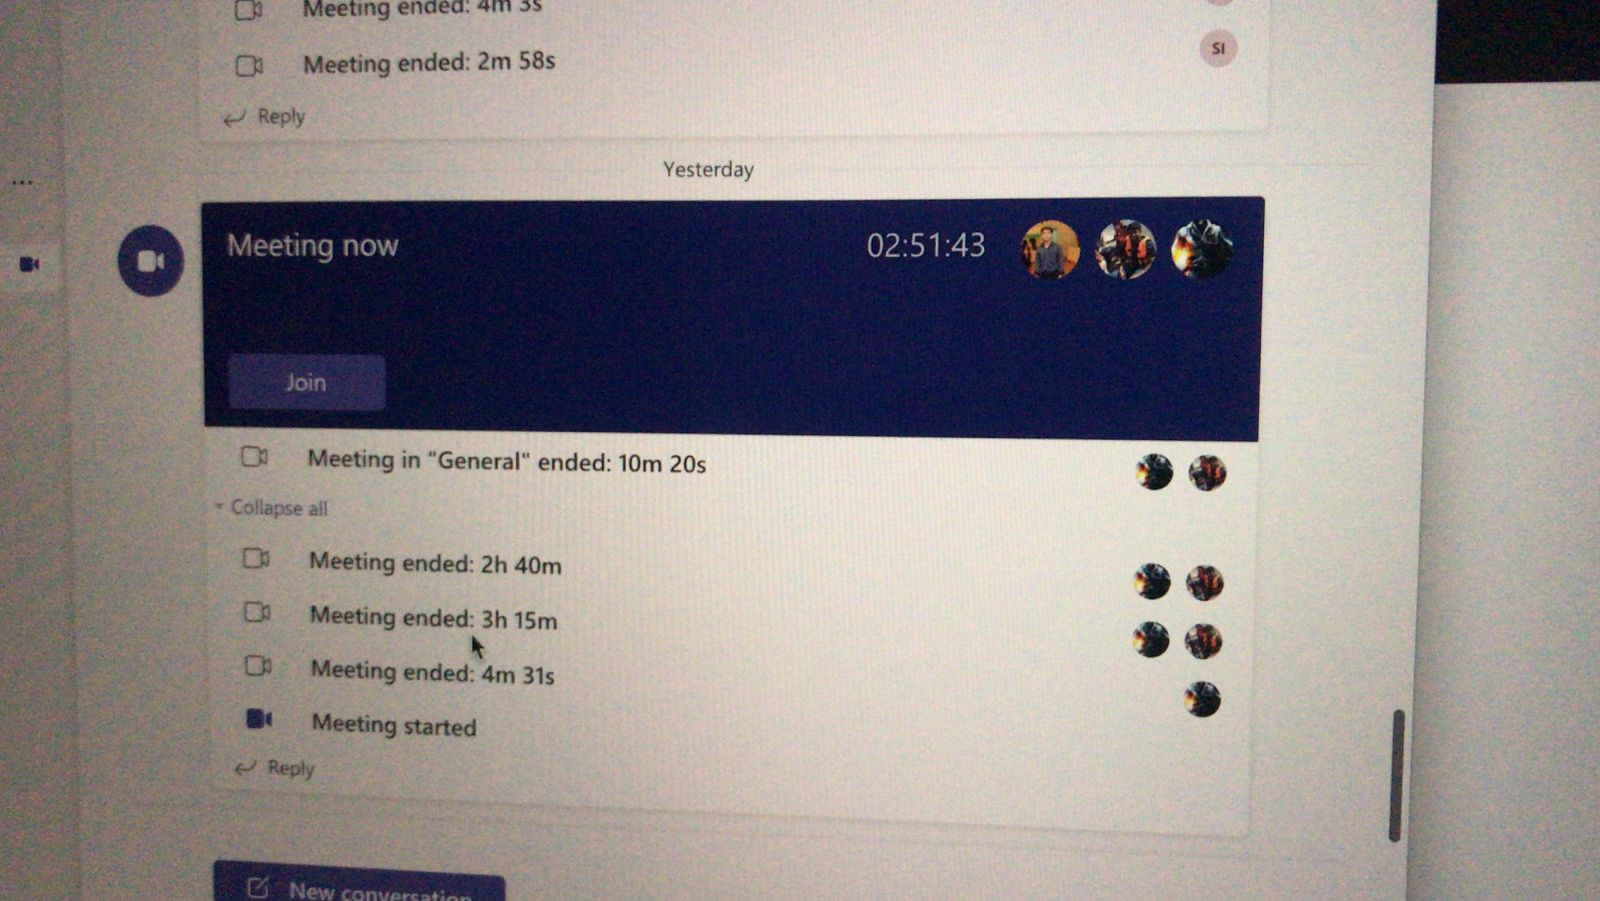 Meeting ended: 4m 3s
Meeting ended: 2m 58s
SI
Reply
Yesterday
Meeting now
02:51:43
Join
Meeting in "General" ended: 10m 20s
Collapse all
Meeting ended: 2h 40m
Meeting ended: 3h 15m
Meeting ended: 4m 31s
Meeting started
Reply
New conversation